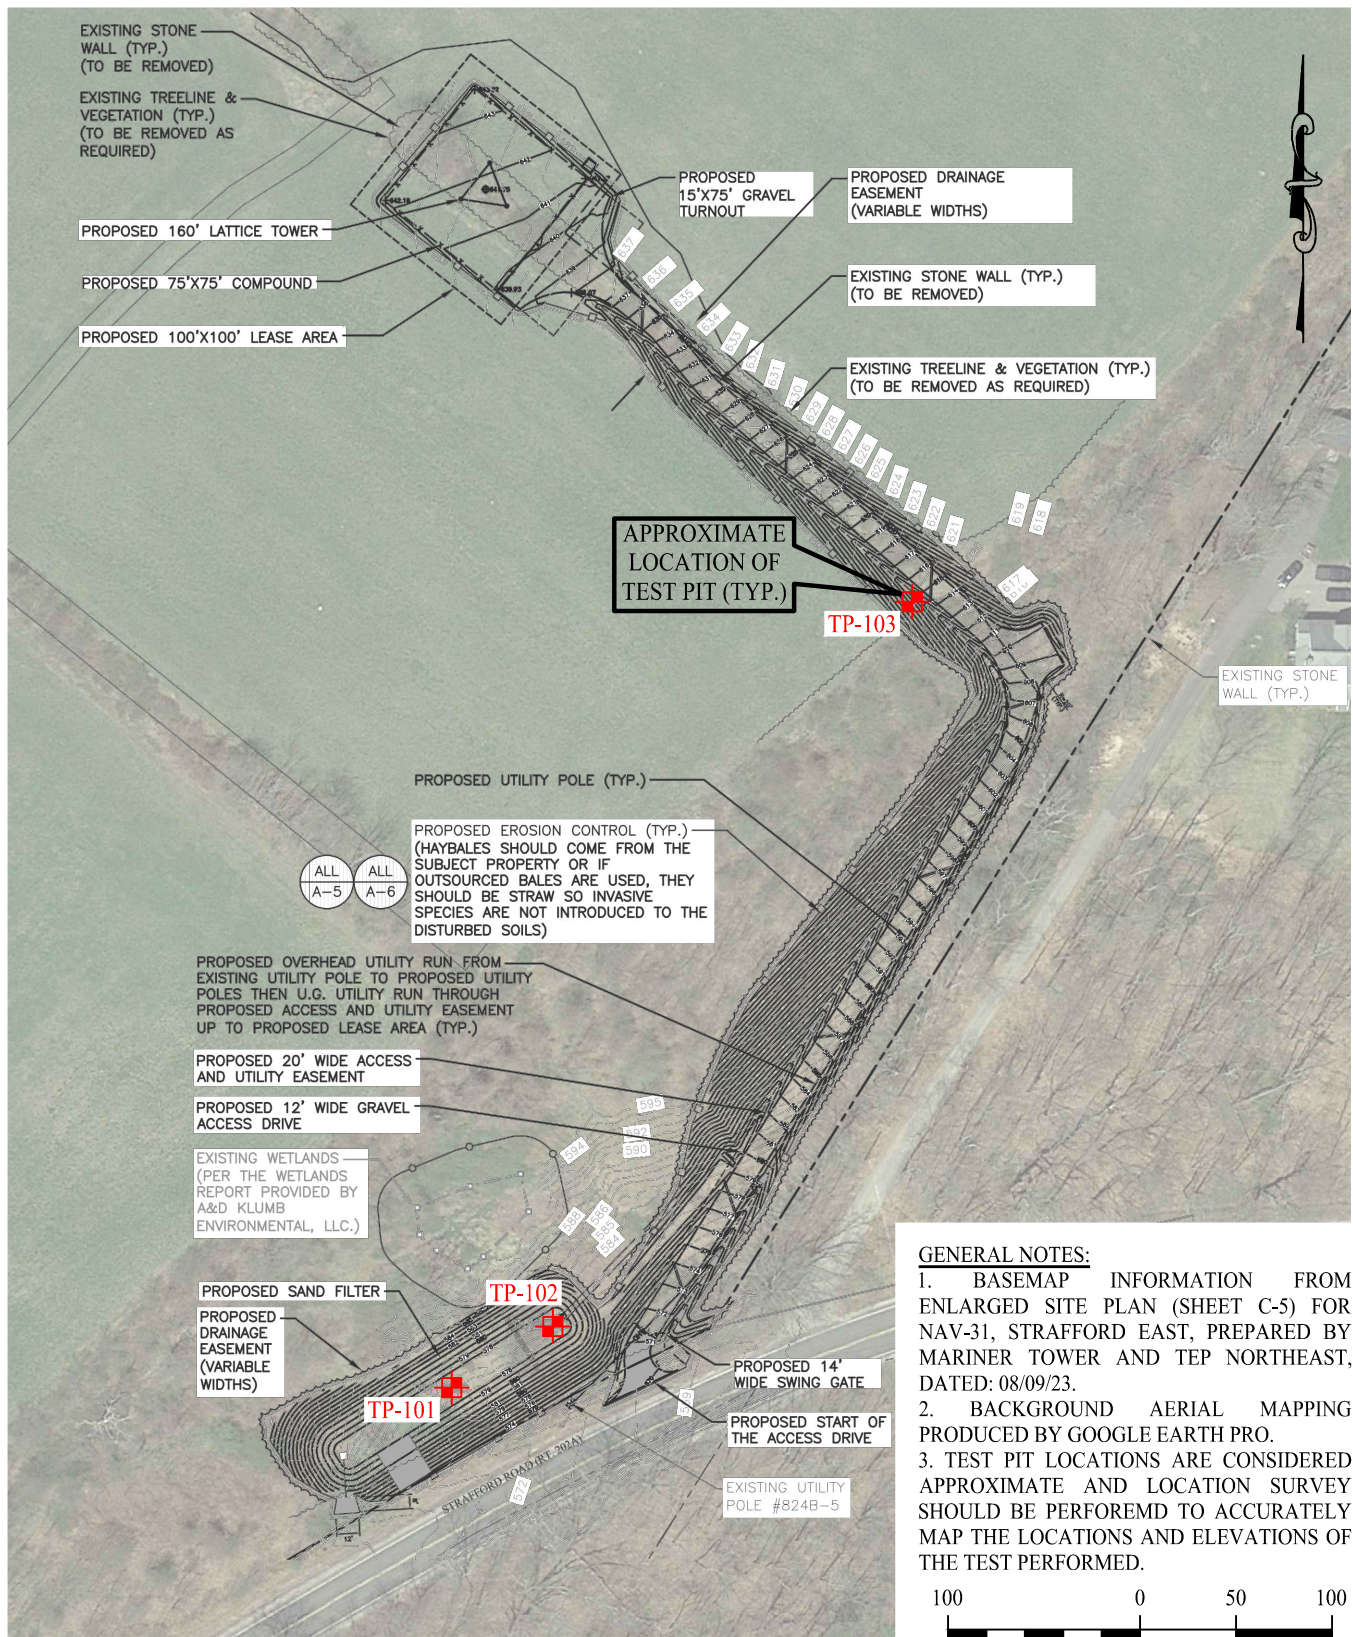 EXISTING STONE
WALL (TYP.)
(TO BE REMOVED)
EXISTING TREELINE &
VEGETATION (TYP.)
(TO BE REMOVED AS
REQUIRED)
PROPOSED 160' LATTICE TOWER
PROPOSED 75'X75' COMPOUND
PROPOSED 100'X100' LEASE AREA
PROPOSED
15'X75' GRAVEL
TURNOUT
PROPOSED DRAINAGE
EASEMENT
(VARIABLE WIDTHS)
EXISTING STONE WALL (TYP.)
(TO BE REMOVED)
EXISTING TREELINE & VEGETATION (TYP.)
(TO BE REMOVED AS REQUIRED)
642.19
639.93
637
636
635
634
633
632
631
630
629
628
627
626
625
624
623
622
621
619
618
617
APPROXIMATE
LOCATION OF
TEST PIT (TYP.)
TP-103
EXISTING STONE
WALL (TYP.)
PROPOSED UTILITY POLE (TYP.)
PROPOSED EROSION CONTROL (TYP.)
(HAYBALES SHOULD COME FROM THE
SUBJECT PROPERTY OR IF
OUTSOURCED BALES ARE USED, THEY
SHOULD BE STRAW SO INVASIVE
SPECIES ARE NOT INTRODUCED TO THE
DISTURBED SOILS)
ALL
A-5
ALL
A-6
PROPOSED OVERHEAD UTILITY RUN FROM
EXISTING UTILITY POLE TO PROPOSED UTILITY
POLES THEN U.G. UTILITY RUN THROUGH
PROPOSED ACCESS AND UTILITY EASEMENT
UP TO PROPOSED LEASE AREA (TYP.)
PROPOSED 20' WIDE ACCESS
AND UTILITY EASEMENT
PROPOSED 12' WIDE GRAVEL
ACCESS DRIVE
EXISTING WETLANDS
(PER THE WETLANDS
REPORT PROVIDED BY
A&D KLUMB
ENVIRONMENTAL, LLC.)
595
592
590
594
588
586
585
584
PROPOSED SAND FILTER
PROPOSED
DRAINAGE
EASEMENT
(VARIABLE
WIDTHS)
TP-102
TP-101
PROPOSED 14'
WIDE SWING GATE
PROPOSED START OF
THE ACCESS DRIVE
EXISTING UTILITY
POLE #824B-5
579
572
STRAFFORD ROAD (RT. 202A)
12'
GENERAL NOTES:
1. BASEMAP INFORMATION FROM
ENLARGED SITE PLAN (SHEET C-5) FOR
NAV-31, STRAFFORD EAST, PREPARED BY
MARINER TOWER AND TEP NORTHEAST,
DATED: 08/09/23.
2. BACKGROUND AERIAL MAPPING
PRODUCED BY GOOGLE EARTH PRO.
3. TEST PIT LOCATIONS ARE CONSIDERED
APPROXIMATE AND LOCATION SURVEY
SHOULD BE PERFOREMD TO ACCURATELY
MAP THE LOCATIONS AND ELEVATIONS OF
THE TEST PERFORMED.
100 0 50 100